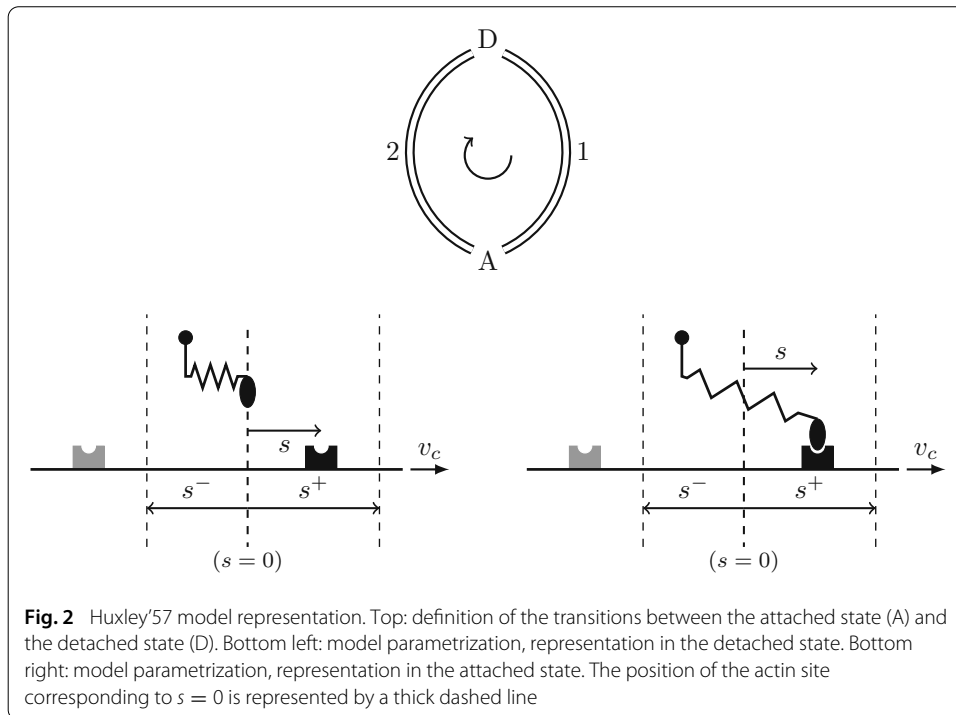 D
2 1
A
s s
v_c v_c
s^- s^+ s^- s^+
(s = 0) (s = 0)
Fig. 2 Huxley'57 model representation. Top: definition of the transitions between the attached state (A) and
the detached state (D). Bottom left: model parametrization, representation in the detached state. Bottom
right: model parametrization, representation in the attached state. The position of the actin site
corresponding to s = 0 is represented by a thick dashed line